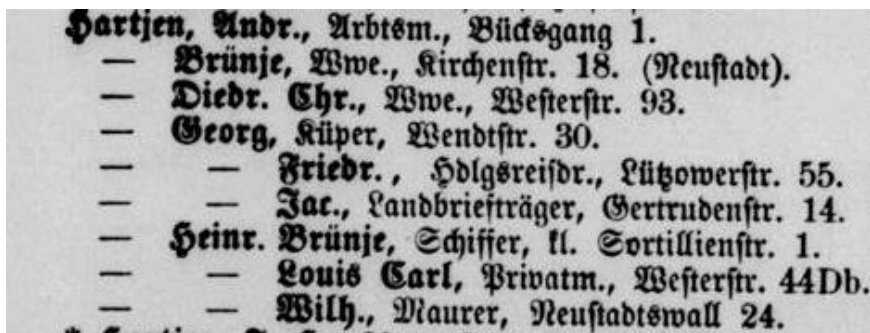 Hartjen, Andr., Arbtsm., Bücksgang 1.
— Brünje, Wwe., Kirchenstr. 18. (Neustadt).
— Diedr. Chr., Wwe., Westerstr. 93.
— Georg, Küper, Wendtstr. 30.
— — Friedr., Hdlgsreisdr., Lützowerstr. 55.
— — Jac., Landbriefträger, Gertrudenstr. 14.
— Heinr. Brünje, Schiffer, kl. Sortillienstr. 1.
— — Louis Carl, Privatm., Westerstr. 44Db.
— — Wilh., Maurer, Neustadtswall 24.